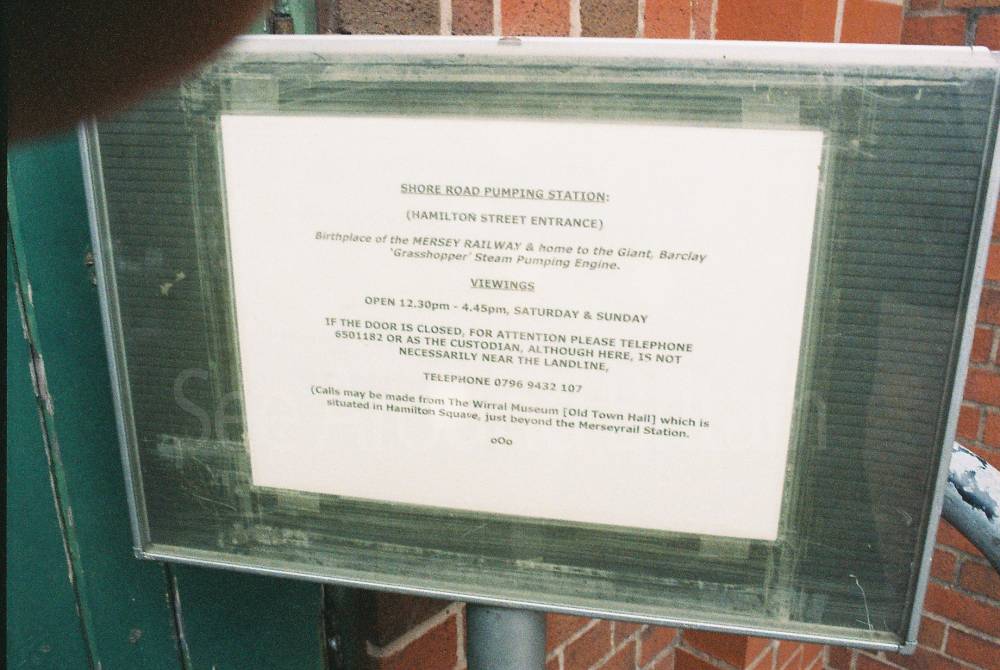 SHORE ROAD PUMPING STATION:
(HAMILTON STREET ENTRANCE)
Birthplace of the MERSEY RAILWAY & home to the Giant, Barclay
'Grasshopper' Steam Pumping Engine.
VIEWINGS
OPEN 12.30pm - 4.45pm, SATURDAY & SUNDAY
IF THE DOOR IS CLOSED, FOR ATTENTION PLEASE TELEPHONE
6501182 OR AS THE CUSTODIAN, ALTHOUGH HERE, IS NOT
NECESSARILY NEAR THE LANDLINE,
TELEPHONE 0796 9432 107
(Calls may be made from The Wirral Museum [Old Town Hall] which is
situated in Hamilton Square, just beyond the Merseyrail Station.
oOo